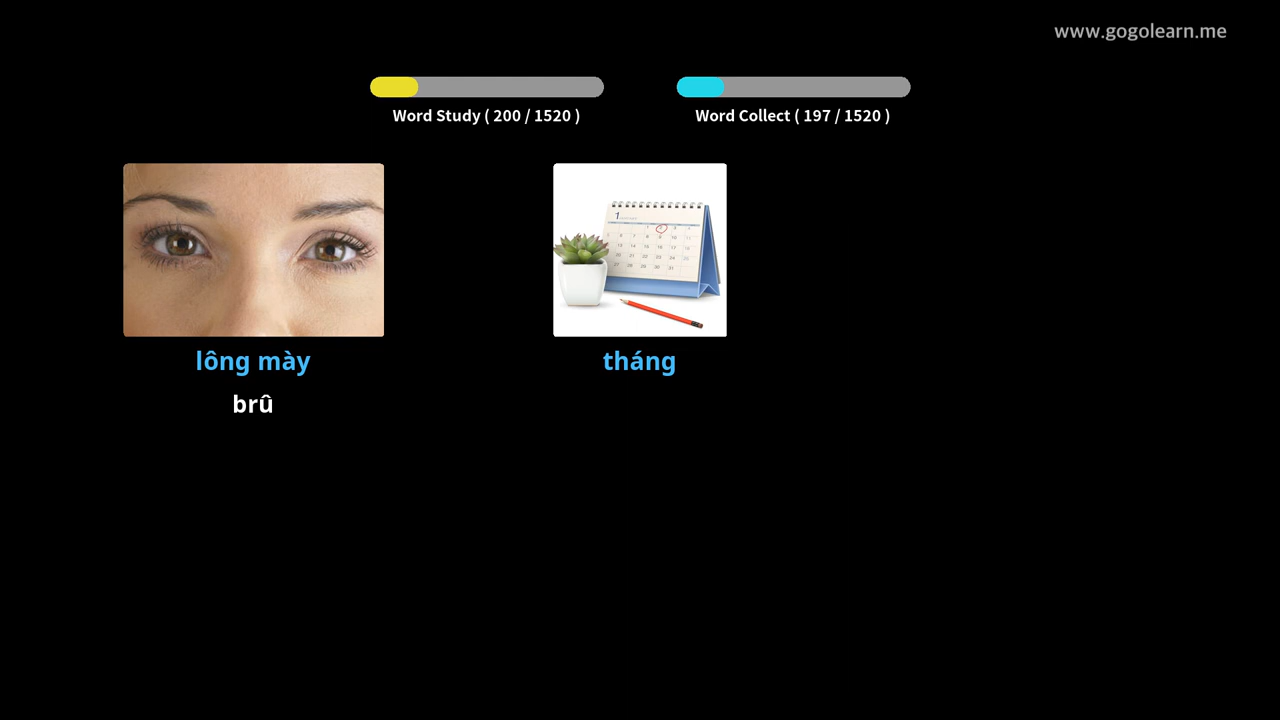 www.gogolearn.me
Word Study ( 200 / 1520 )
Word Collect ( 197 / 1520 )
lông mày
tháng
brû